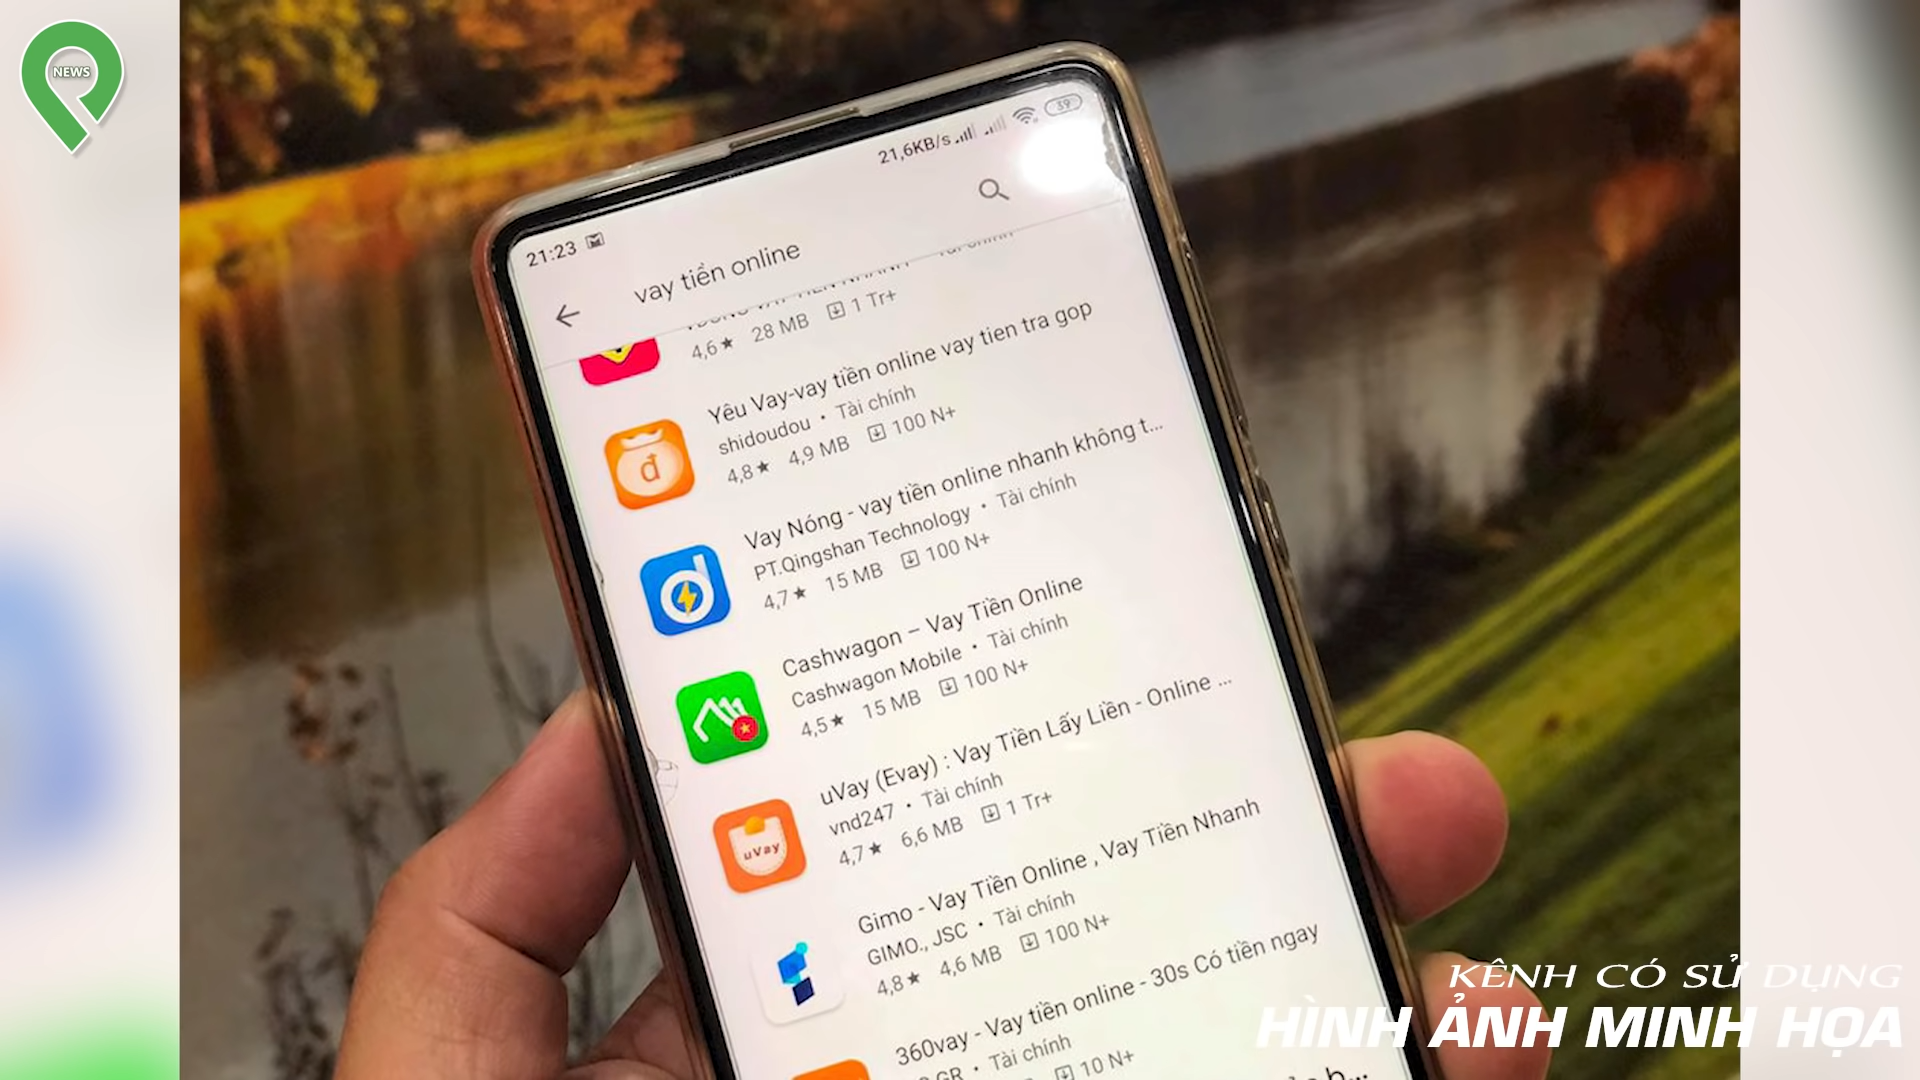 NEWS
21,6KB/s
39
21:23
vay tiền online
4,6★ 28 MB 1 Tr+
Yêu Vay-vay tiền online vay tien tra gop
shidoudou • Tài chính
4,8★ 4,9 MB 100 N+
Vay Nóng - vay tiền online nhanh không t...
PT.Qingshan Technology • Tài chính
4,7★ 15 MB 100 N+
Cashwagon – Vay Tiền Online
Cashwagon Mobile • Tài chính
4,5★ 15 MB 100 N+
uVay (Evay) : Vay Tiền Lấy Liền - Online ...
vnd247 • Tài chính
4,7★ 6,6 MB 1 Tr+
uVay
Gimo - Vay Tiền Online , Vay Tiền Nhanh
GIMO., JSC • Tài chính
4,8★ 4,6 MB 100 N+
360vay - Vay tiền online - 30s Có tiền ngay
GR • Tài chính
10 N+
KÊNH CÓ SỬ DỤNG
HÌNH ẢNH MINH HỌA